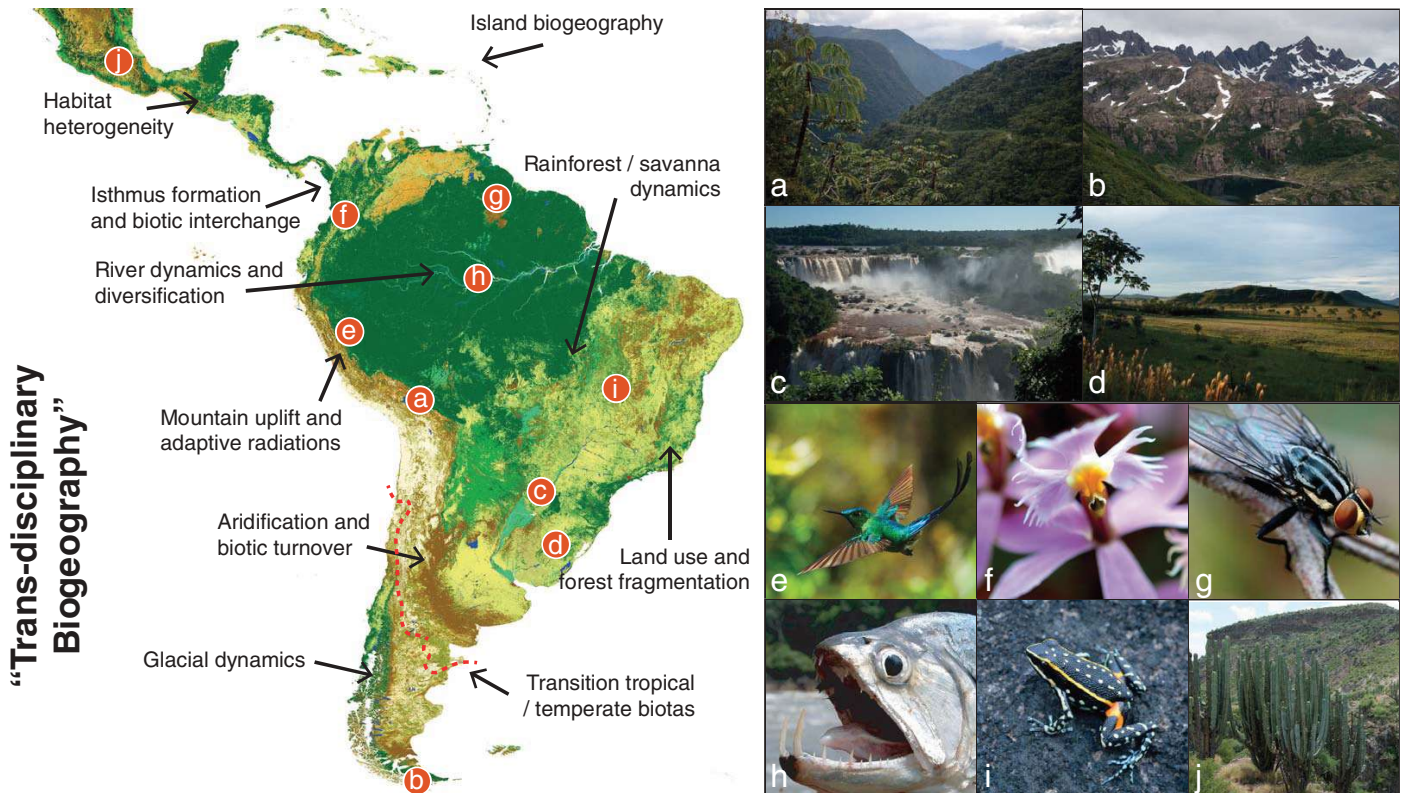 Island biogeography
j
Habitat
heterogeneity
Rainforest / savanna
dynamics
Isthmus formation
and biotic interchange
g
f
River dynamics and
diversification
h
e
i
a
Mountain uplift and
adaptive radiations
"Trans-disciplinary
Biogeography"
c
d
Aridification and
biotic turnover
Land use and
forest fragmentation
Glacial dynamics
Transition tropical
/ temperate biotas
b
a
b
c
d
e
f
g
h
i
j